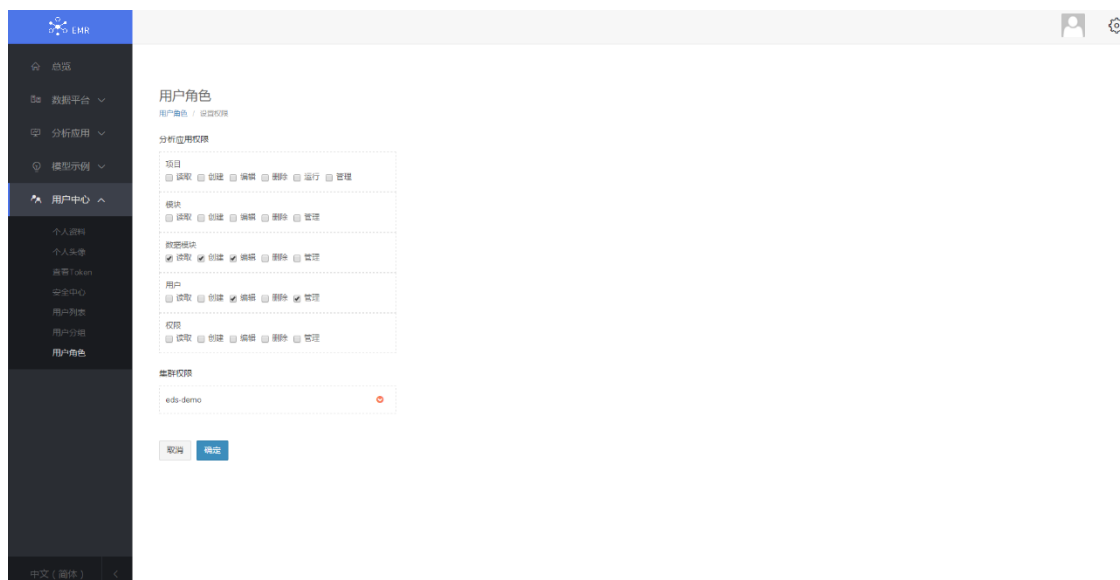 EMR
总览
数据平台
分析应用
模型示例
用户中心
个人资料
个人头像
查看Token
安全中心
用户列表
用户分组
用户角色
中文（简体）
用户角色
用户角色 / 设置权限
分析应用权限
项目
读取 创建 编辑 删除 运行 管理
模块
读取 创建 编辑 删除 管理
数据模块
读取 创建 编辑 删除 管理
用户
读取 创建 编辑 删除 管理
权限
读取 创建 编辑 删除 管理
集群权限
eds-demo
取消 确定